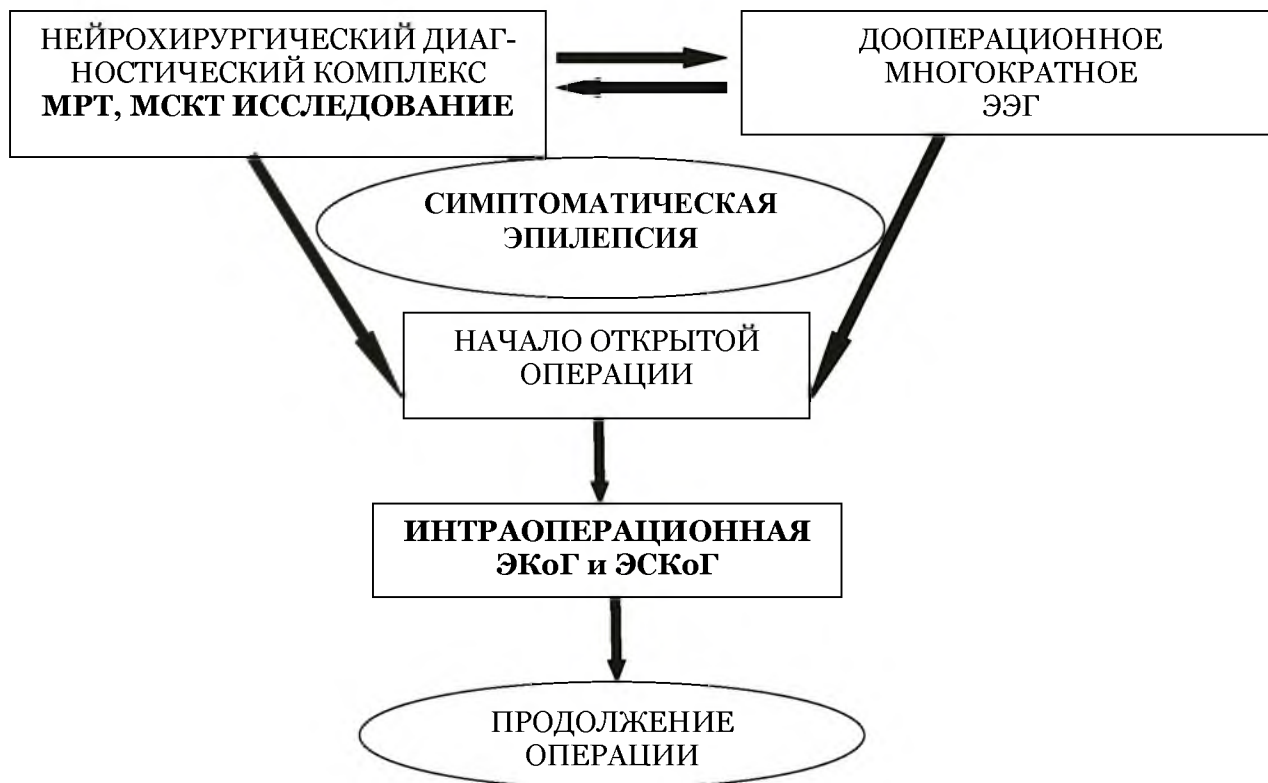 НЕЙРОХИРУРГИЧЕСКИЙ ДИАГ-
НОСТИЧЕСКИЙ КОМПЛЕКС
МРТ, МСКТ ИССЛЕДОВАНИЕ
ДООПЕРАЦИОННОЕ
МНОГОКРАТНОЕ
ЭЭГ
СИМПТОМАТИЧЕСКАЯ
ЭПИЛЕПСИЯ
НАЧАЛО ОТКРЫТОЙ
ОПЕРАЦИИ
ИНТРАОПЕРАЦИОННАЯ
ЭКоГ и ЭСКоГ
ПРОДОЛЖЕНИЕ
ОПЕРАЦИИ